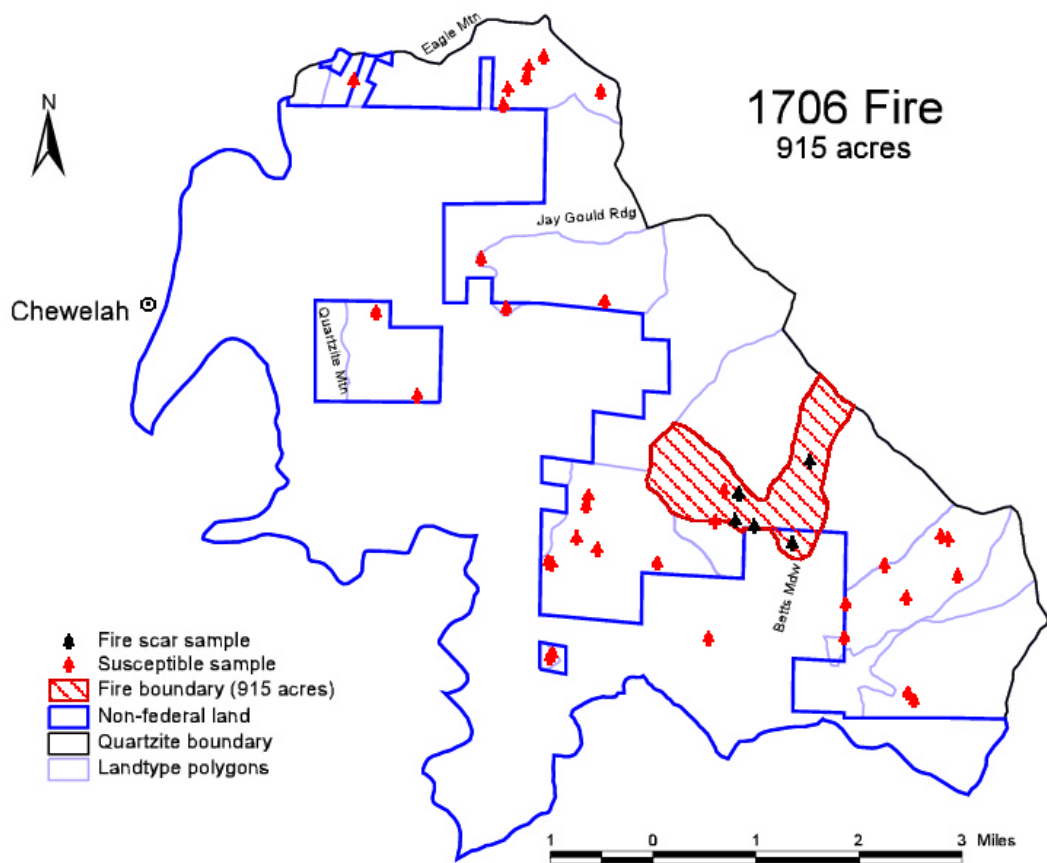 Eagle Mtn
N
1706 Fire
915 acres
Jay Gould Rdg
Chewelah
Quartzite Mtn
Betts Mdw
Fire scar sample
Susceptible sample
Fire boundary (915 acres)
Non-federal land
Quartzite boundary
Landtype polygons
1 0 1 2 3 Miles